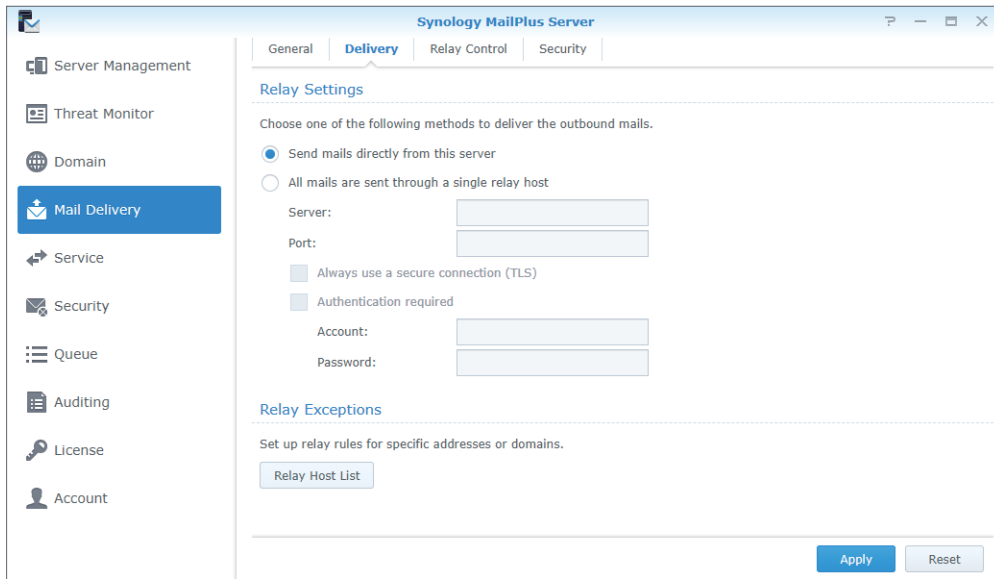 Synology MailPlus Server
Server Management
Threat Monitor
Domain
Mail Delivery
Service
Security
Queue
Auditing
License
Account
General Delivery Relay Control Security
Relay Settings
Choose one of the following methods to deliver the outbound mails.
Send mails directly from this server
All mails are sent through a single relay host
Server:
Port:
Always use a secure connection (TLS)
Authentication required
Account:
Password:
Relay Exceptions
Set up relay rules for specific addresses or domains.
Relay Host List
Apply Reset